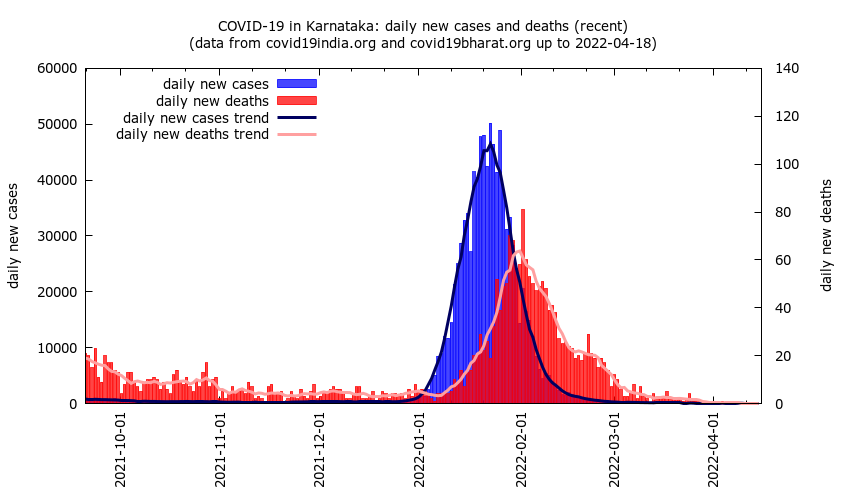 COVID-19 in Karnataka: daily new cases and deaths (recent)
(data from covid19india.org and covid19bharat.org up to 2022-04-18)
daily new cases
daily new deaths
daily new cases trend
daily new deaths trend
60000
50000
40000
30000
20000
10000
0
daily new cases
140
120
100
80
60
40
20
0
daily new deaths
2021-10-01
2021-11-01
2021-12-01
2022-01-01
2022-02-01
2022-03-01
2022-04-01